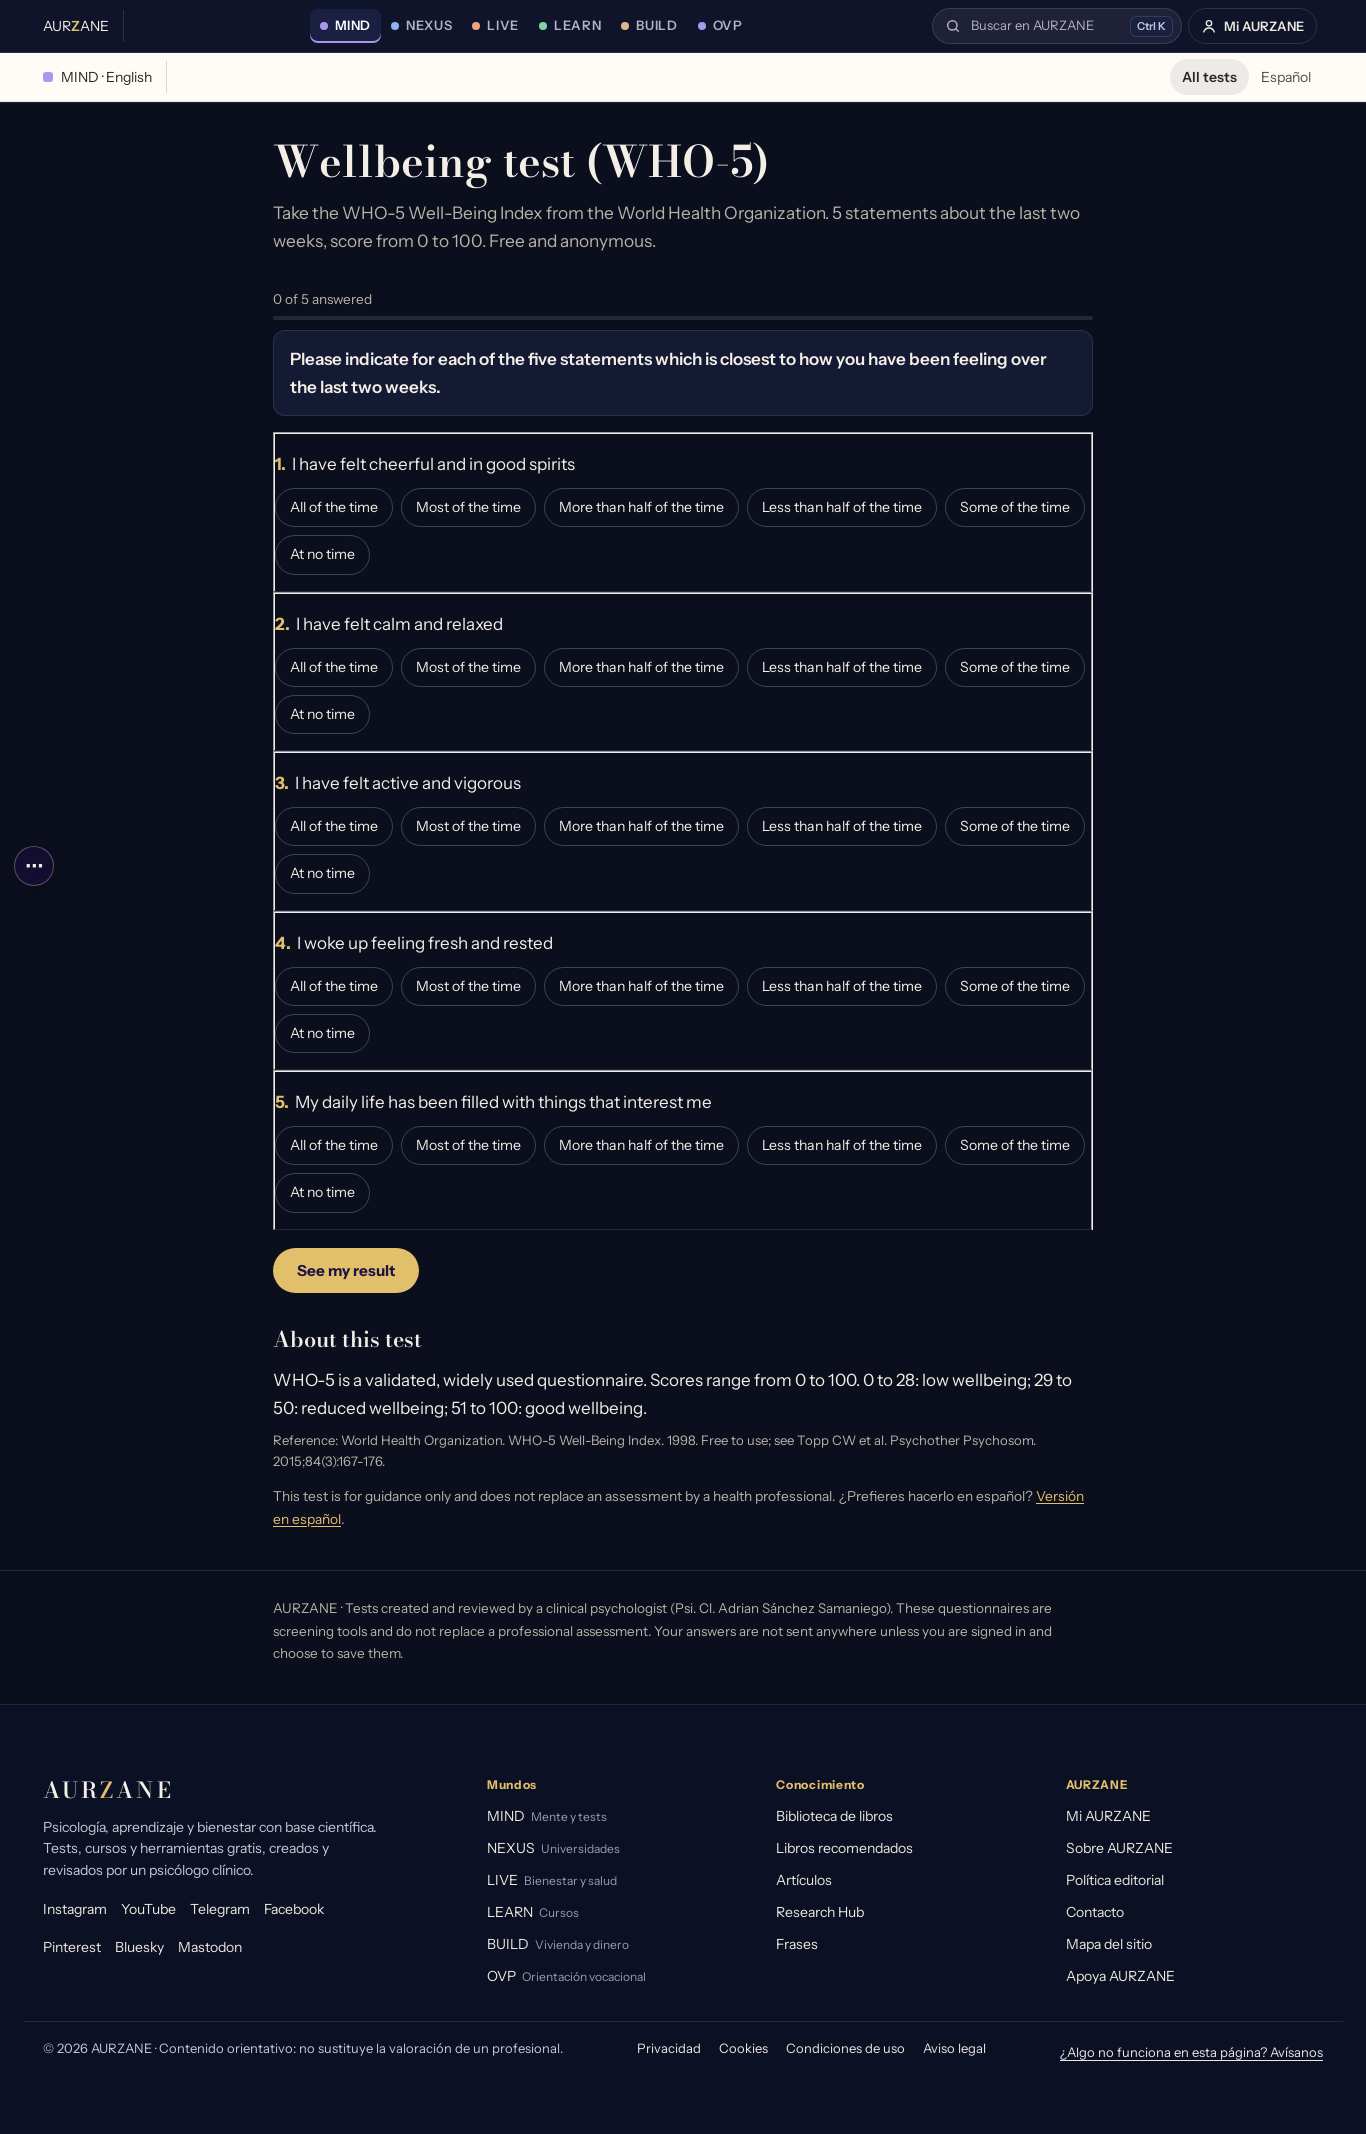 AURZANE
MIND NEXUS LIVE LEARN BUILD OVP
Buscar en AURZANE Ctrl K
Mi AURZANE
MIND · English
All tests Español
Wellbeing test (WHO-5)
Take the WHO-5 Well-Being Index from the World Health Organization. 5 statements about the last two
weeks, score from 0 to 100. Free and anonymous.
0 of 5 answered
Please indicate for each of the five statements which is closest to how you have been feeling over
the last two weeks.
1. I have felt cheerful and in good spirits
All of the time Most of the time More than half of the time Less than half of the time Some of the time
At no time
2. I have felt calm and relaxed
All of the time Most of the time More than half of the time Less than half of the time Some of the time
At no time
3. I have felt active and vigorous
All of the time Most of the time More than half of the time Less than half of the time Some of the time
At no time
4. I woke up feeling fresh and rested
All of the time Most of the time More than half of the time Less than half of the time Some of the time
At no time
5. My daily life has been filled with things that interest me
All of the time Most of the time More than half of the time Less than half of the time Some of the time
At no time
See my result
About this test
WHO-5 is a validated, widely used questionnaire. Scores range from 0 to 100. 0 to 28: low wellbeing; 29 to
50: reduced wellbeing; 51 to 100: good wellbeing.
Reference: World Health Organization. WHO-5 Well-Being Index. 1998. Free to use; see Topp CW et al. Psychother Psychosom.
2015;84(3):167-176.
This test is for guidance only and does not replace an assessment by a health professional. ¿Prefieres hacerlo en español? Versión
en español.
AURZANE · Tests created and reviewed by a clinical psychologist (Psi. Cl. Adrian Sánchez Samaniego). These questionnaires are
screening tools and do not replace a professional assessment. Your answers are not sent anywhere unless you are signed in and
choose to save them.
AURZANE
Psicología, aprendizaje y bienestar con base científica.
Tests, cursos y herramientas gratis, creados y
revisados por un psicólogo clínico.
Instagram YouTube Telegram Facebook
Pinterest Bluesky Mastodon
Mundos
MIND Mente y tests
NEXUS Universidades
LIVE Bienestar y salud
LEARN Cursos
BUILD Vivienda y dinero
OVP Orientación vocacional
Conocimiento
Biblioteca de libros
Libros recomendados
Artículos
Research Hub
Frases
AURZANE
Mi AURZANE
Sobre AURZANE
Política editorial
Contacto
Mapa del sitio
Apoya AURZANE
© 2026 AURZANE · Contenido orientativo: no sustituye la valoración de un profesional.
Privacidad Cookies Condiciones de uso Aviso legal
¿Algo no funciona en esta página? Avísanos